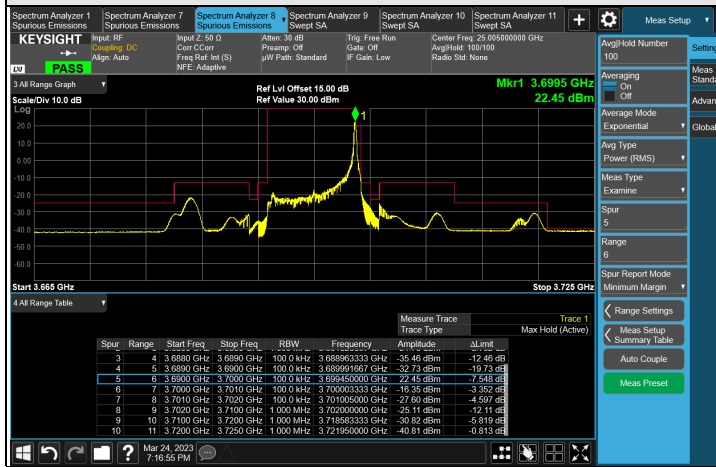 Spectrum Analyzer 1 Spurious Emissions
Spectrum Analyzer 7 Spurious Emissions
Spectrum Analyzer 8 Spurious Emissions
Spectrum Analyzer 9 Swept SA
Spectrum Analyzer 10 Swept SA
Spectrum Analyzer 11 Swept SA
+
Meas Setup
KEYSIGHT
LXI PASS
Input: RF
Coupling: DC
Align: Auto
Input Z: 50 Ω
Corr CCorr
Freq Ref: Int (S)
NFE: Adaptive
Atten: 30 dB
Preamp: Off
µW Path: Standard
Trig: Free Run
Gate: Off
IF Gain: Low
Center Freq: 25.005000000 GHz
Avg|Hold: 100/100
Radio Std: None
3 All Range Graph
Scale/Div 10.0 dB
Ref Lvl Offset 15.00 dB
Ref Value 30.00 dBm
Mkr1 3.6995 GHz
22.45 dBm
Log
20.0
10.0
0.00
-10.0
-20.0
-30.0
-40.0
-50.0
-60.0
1
Start 3.665 GHz
Stop 3.725 GHz
4 All Range Table
Measure Trace Trace 1
Trace Type Max Hold (Active)
Spur Range Start Freq Stop Freq RBW Frequency Amplitude ΔLimit
3 4 3.6880 GHz 3.6890 GHz 100.0 kHz 3.688963333 GHz -35.46 dBm -12.46 dB
4 5 3.6890 GHz 3.6900 GHz 100.0 kHz 3.689991667 GHz -32.73 dBm -19.73 dB
5 6 3.6900 GHz 3.7000 GHz 100.0 kHz 3.699450000 GHz 22.45 dBm -7.548 dB
6 7 3.7000 GHz 3.7010 GHz 100.0 kHz 3.700003333 GHz -16.35 dBm -3.352 dB
7 8 3.7010 GHz 3.7020 GHz 100.0 kHz 3.701005000 GHz -27.60 dBm -4.597 dB
8 9 3.7020 GHz 3.7100 GHz 1.000 MHz 3.702000000 GHz -25.11 dBm -12.11 dB
9 10 3.7100 GHz 3.7200 GHz 1.000 MHz 3.718583333 GHz -30.82 dBm -5.819 dB
10 11 3.7200 GHz 3.7250 GHz 1.000 MHz 3.721950000 GHz -40.81 dBm -0.813 dB
Avg|Hold Number
100
Averaging
On
Off
Average Mode
Exponential
Avg Type
Power (RMS)
Meas Type
Examine
Spur
5
Range
6
Spur Report Mode
Minimum Margin
Range Settings
Meas Setup
Summary Table
Auto Couple
Meas Preset
Setting
Meas
Standa
Advan
Global
?
Mar 24, 2023
7:16:55 PM